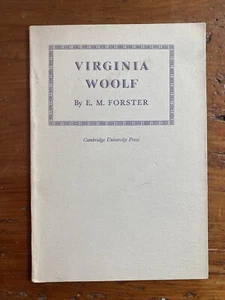 VIRGINIA
WOOLF
By E. M. FORSTER
Cambridge University Press